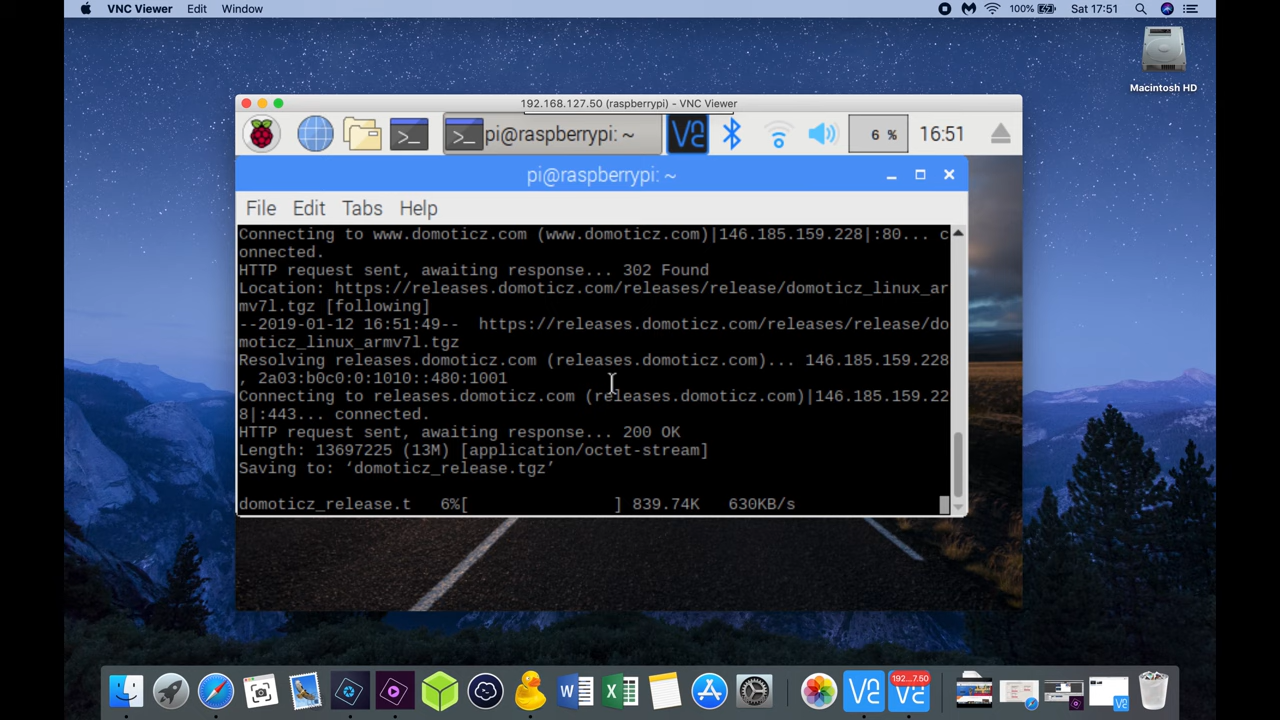 VNC Viewer Edit Window 100% Sat 17:51
Macintosh HD
192.168.127.50 (raspberrypi) - VNC Viewer
>_ >_ pi@raspberrypi: ~ 6 % 16:51
pi@raspberrypi: ~
File Edit Tabs Help
Connecting to www.domoticz.com (www.domoticz.com)|146.185.159.228|:80... c
onnected.
HTTP request sent, awaiting response... 302 Found
Location: https://releases.domoticz.com/releases/release/domoticz_linux_ar
mv7l.tgz [following]
--2019-01-12 16:51:49-- https://releases.domoticz.com/releases/release/do
moticz_linux_armv7l.tgz
Resolving releases.domoticz.com (releases.domoticz.com)... 146.185.159.228
, 2a03:b0c0:0:1010::480:1001
Connecting to releases.domoticz.com (releases.domoticz.com)|146.185.159.22
8|:443... connected.
HTTP request sent, awaiting response... 200 OK
Length: 13697225 (13M) [application/octet-stream]
Saving to: ‘domoticz_release.tgz’
domoticz_release.t 6%[ ] 839.74K 630KB/s
192...7.50